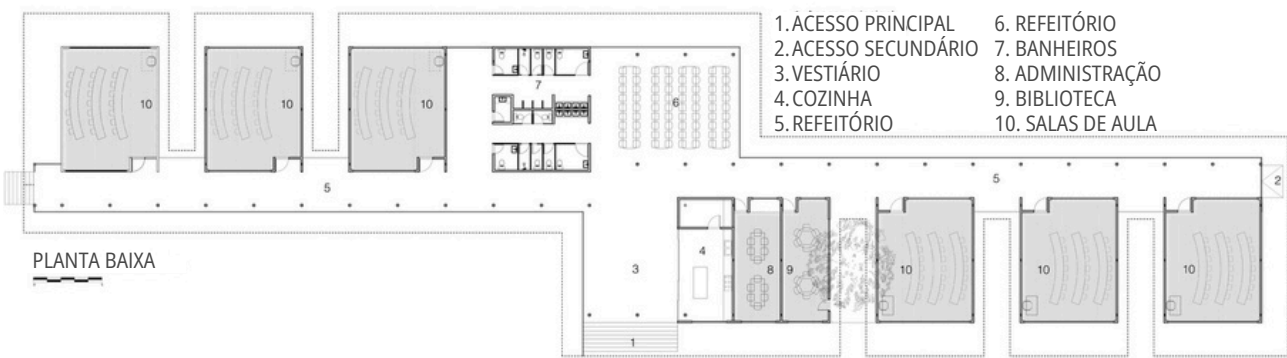 1. ACESSO PRINCIPAL
2. ACESSO SECUNDÁRIO
3. VESTIÁRIO
4. COZINHA
5. REFEITÓRIO
6. REFEITÓRIO
7. BANHEIROS
8. ADMINISTRAÇÃO
9. BIBLIOTECA
10. SALAS DE AULA
10
10
10
7
6
5
5
2
PLANTA BAIXA
3
4
8
9
10
10
10
1